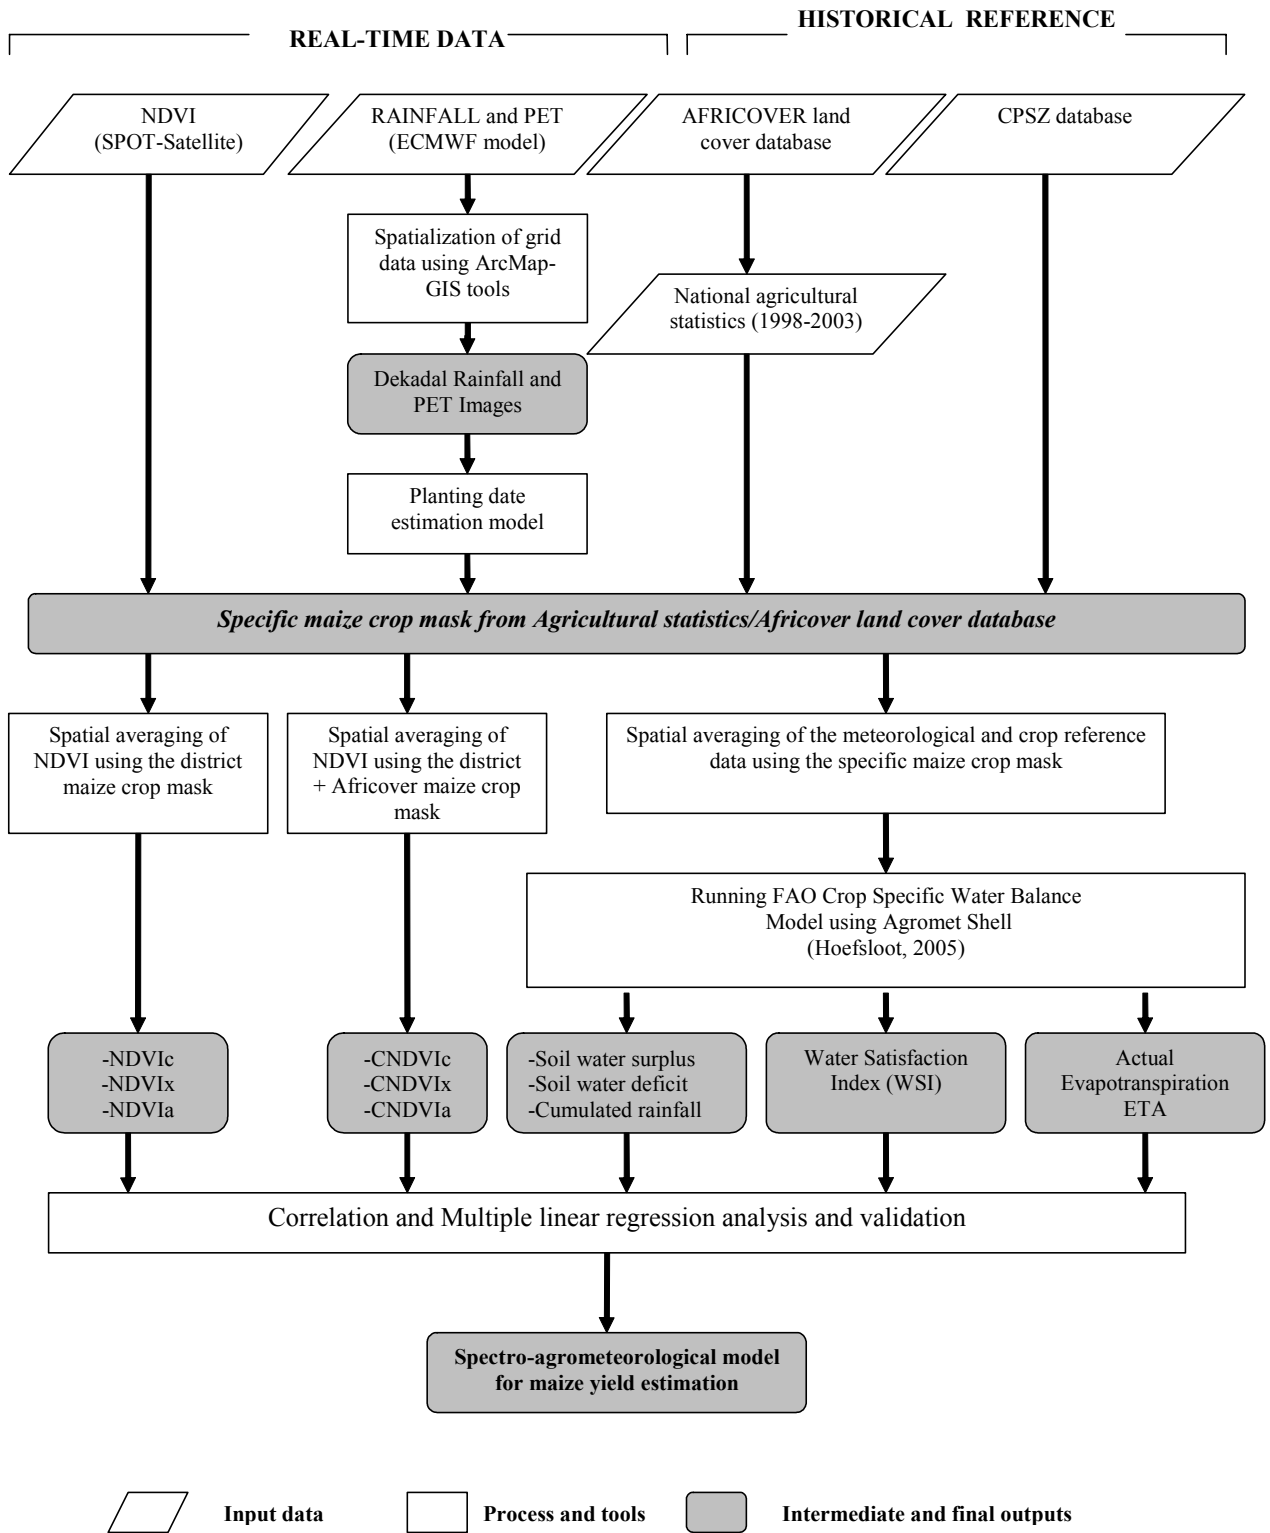 HISTORICAL REFERENCE
REAL-TIME DATA
NDVI
(SPOT-Satellite)
RAINFALL and PET
(ECMWF model)
AFRICOVER land
cover database
CPSZ database
Spatialization of grid
data using ArcMap-
GIS tools
National agricultural
statistics (1998-2003)
Dekadal Rainfall and
PET Images
Planting date
estimation model
Specific maize crop mask from Agricultural statistics/Africover land cover database
Spatial averaging of
NDVI using the district
maize crop mask
Spatial averaging of
NDVI using the district
+ Africover maize crop
mask
Spatial averaging of the meteorological and crop reference
data using the specific maize crop mask
Running FAO Crop Specific Water Balance
Model using Agromet Shell
(Hoefsloot, 2005)
-NDVIc
-NDVIx
-NDVIa
-CNDVIc
-CNDVIx
-CNDVIa
-Soil water surplus
-Soil water deficit
-Cumulated rainfall
Water Satisfaction
Index (WSI)
Actual
Evapotranspiration
ETA
Correlation and Multiple linear regression analysis and validation
Spectro-agrometeorological model
for maize yield estimation
Input data
Process and tools
Intermediate and final outputs